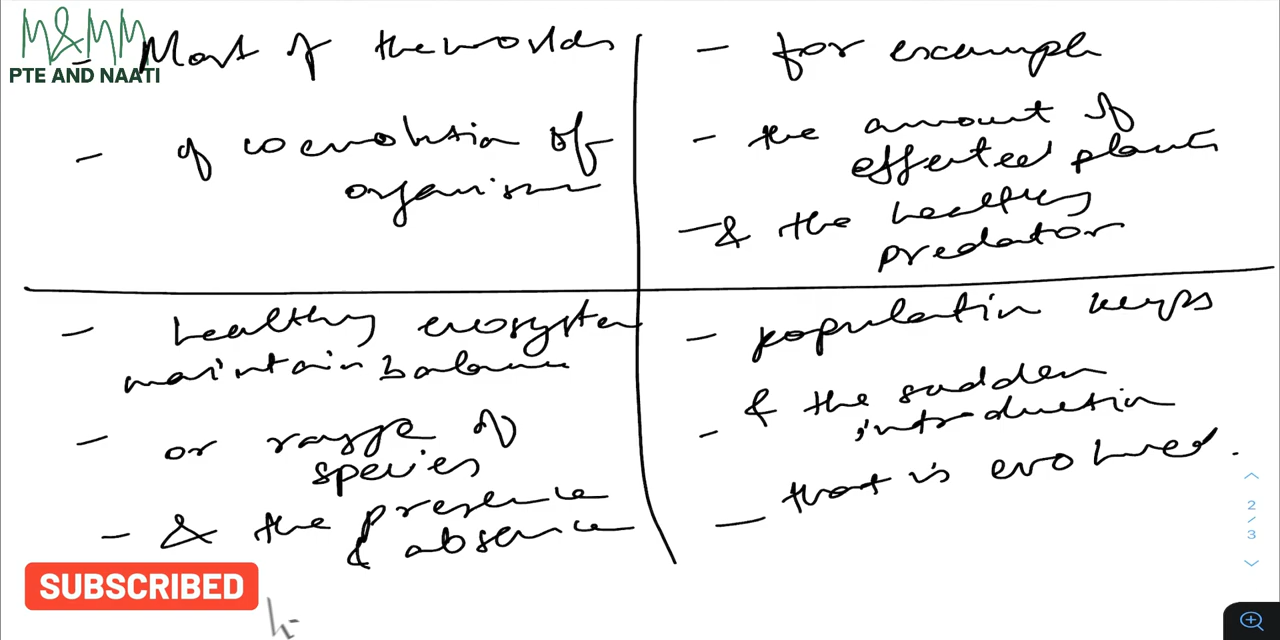 M&MM
PTE AND NAATI
- Most of the worlds
- of coevolution of
organism
- healthy ecosystem
maintain balance
- or range of
species
- & the presence
& absence
- for example
- the amount of
effected plants
- & the healthy
predator
- population keeps
- & the sudden
introduction
- that is evolved.
2
/
3
SUBSCRIBED